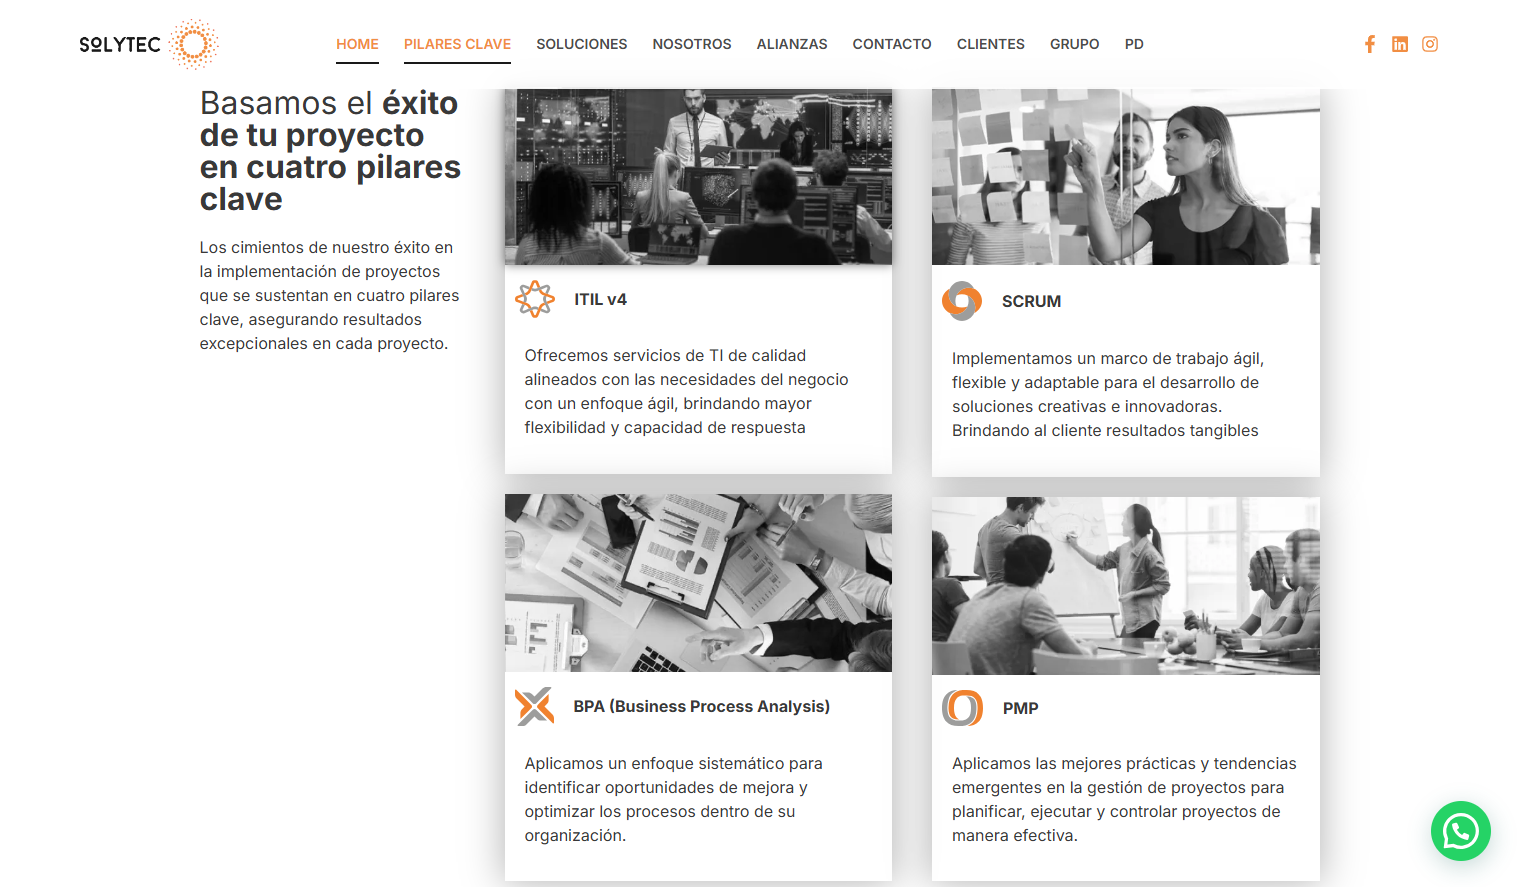 SOLYTEC
HOME
PILARES CLAVE
SOLUCIONES
NOSOTROS
ALIANZAS
CONTACTO
CLIENTES
GRUPO
PD
Basamos el éxito
de tu proyecto
en cuatro pilares
clave
Los cimientos de nuestro éxito en
la implementación de proyectos
que se sustentan en cuatro pilares
clave, asegurando resultados
excepcionales en cada proyecto.
ITIL v4
Ofrecemos servicios de TI de calidad
alineados con las necesidades del negocio
con un enfoque ágil, brindando mayor
flexibilidad y capacidad de respuesta
SCRUM
Implementamos un marco de trabajo ágil,
flexible y adaptable para el desarrollo de
soluciones creativas e innovadoras.
Brindando al cliente resultados tangibles
BPA (Business Process Analysis)
Aplicamos un enfoque sistemático para
identificar oportunidades de mejora y
optimizar los procesos dentro de su
organización.
PMP
Aplicamos las mejores prácticas y tendencias
emergentes en la gestión de proyectos para
planificar, ejecutar y controlar proyectos de
manera efectiva.